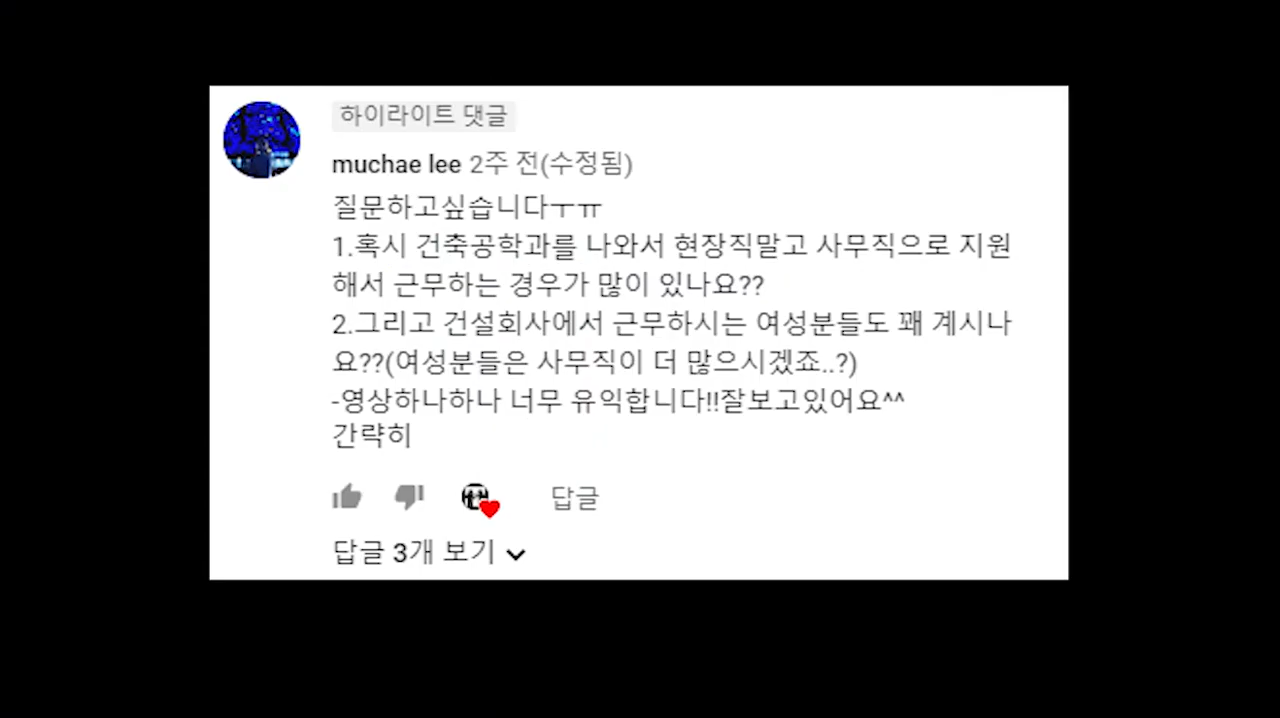 하이라이트 댓글
muchae lee 2주 전(수정됨)
질문하고싶습니다ㅜㅠ
1.혹시 건축공학과를 나와서 현장직말고 사무직으로 지원
해서 근무하는 경우가 많이 있나요??
2.그리고 건설회사에서 근무하시는 여성분들도 꽤 계시나
요??(여성분들은 사무직이 더 많으시겠죠..?)
-영상하나하나 너무 유익합니다!!잘보고있어요^^
간략히
답글
답글 3개 보기